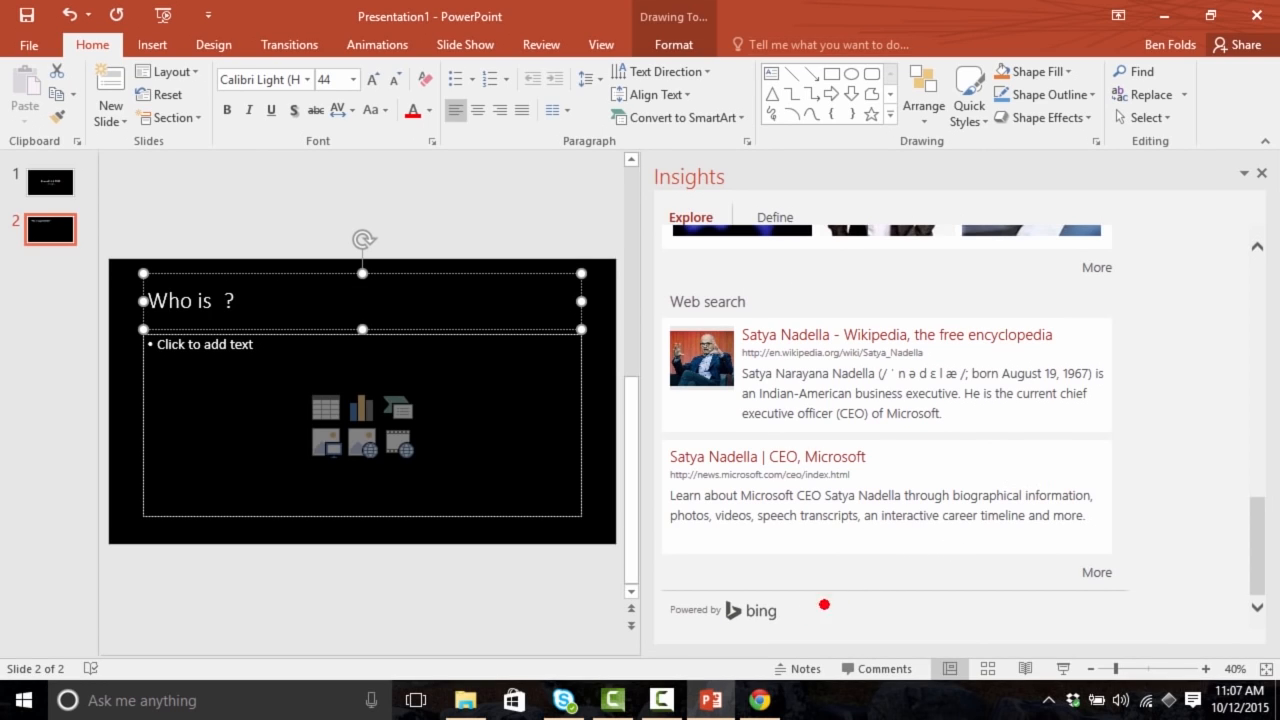 Presentation1 - PowerPoint
Drawing To...
File
Home
Insert
Design
Transitions
Animations
Slide Show
Review
View
Format
Tell me what you want to do...
Ben Folds
Share
Paste
Clipboard
New
Slide
Layout
Reset
Section
Slides
Calibri Light (H
44
B I U S abc AV Aa A
Font
Text Direction
Align Text
Convert to SmartArt
Paragraph
Arrange
Quick
Styles
Shape Fill
Shape Outline
Shape Effects
Drawing
Find
Replace
Select
Editing
1
2
Who is  ?
• Click to add text
Insights
Explore
Define
More
Web search
Satya Nadella - Wikipedia, the free encyclopedia
http://en.wikipedia.org/wiki/Satya_Nadella
Satya Narayana Nadella (/ ˈ n ə d ɛ l æ /; born August 19, 1967) is
an Indian-American business executive. He is the current chief
executive officer (CEO) of Microsoft.
Satya Nadella | CEO, Microsoft
http://news.microsoft.com/ceo/index.html
Learn about Microsoft CEO Satya Nadella through biographical information,
photos, videos, speech transcripts, an interactive career timeline and more.
More
Powered by bing
Slide 2 of 2
Notes
Comments
40%
Ask me anything
11:07 AM
10/12/2015